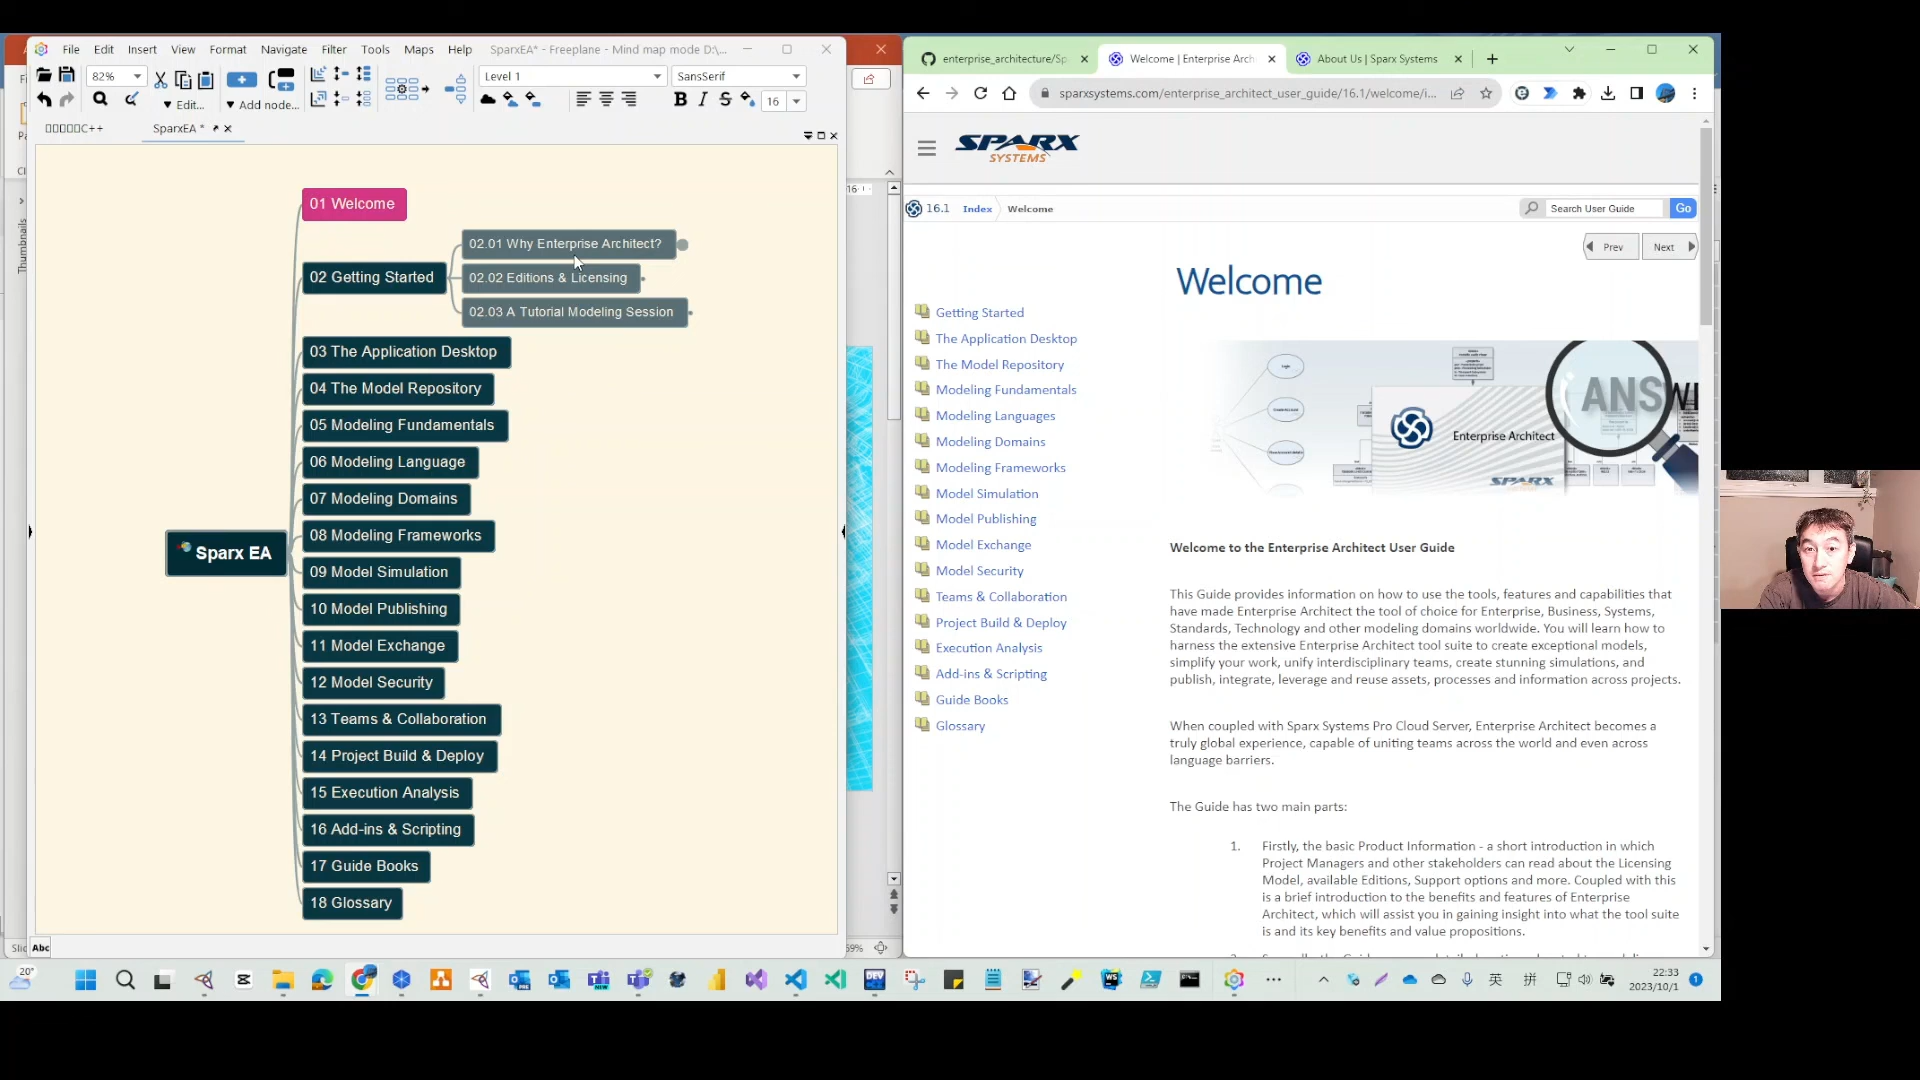 File Edit Insert View Format Navigate Filter Tools Maps Help SparxEA* - Freeplane - Mind map mode D:\...
82%
Level 1
SansSerif
Edit...
Add node...
16
C++
SparxEA *
01 Welcome
02 Getting Started
02.01 Why Enterprise Architect?
02.02 Editions & Licensing
02.03 A Tutorial Modeling Session
03 The Application Desktop
04 The Model Repository
05 Modeling Fundamentals
06 Modeling Language
07 Modeling Domains
08 Modeling Frameworks
Sparx EA
09 Model Simulation
10 Model Publishing
11 Model Exchange
12 Model Security
13 Teams & Collaboration
14 Project Build & Deploy
15 Execution Analysis
16 Add-ins & Scripting
17 Guide Books
18 Glossary
Abc
Thumbnails
enterprise_architecture/Sp
Welcome | Enterprise Arch
About Us | Sparx Systems
sparxsystems.com/enterprise_architect_user_guide/16.1/welcome/i...
SPARX
SYSTEMS
16.1 Index Welcome
Search User Guide Go
Prev Next
Welcome
Getting Started
The Application Desktop
The Model Repository
Modeling Fundamentals
Modeling Languages
Modeling Domains
Modeling Frameworks
Model Simulation
Model Publishing
Model Exchange
Model Security
Teams & Collaboration
Project Build & Deploy
Execution Analysis
Add-ins & Scripting
Guide Books
Glossary
Enterprise Architect
SPARX
Welcome to the Enterprise Architect User Guide
This Guide provides information on how to use the tools, features and capabilities that
have made Enterprise Architect the tool of choice for Enterprise, Business, Systems,
Standards, Technology and other modeling domains worldwide. You will learn how to
harness the extensive Enterprise Architect tool suite to create exceptional models,
simplify your work, unify interdisciplinary teams, create stunning simulations, and
publish, integrate, leverage and reuse assets, processes and information across projects.
When coupled with Sparx Systems Pro Cloud Server, Enterprise Architect becomes a
truly global experience, capable of uniting teams across the world and even across
language barriers.
The Guide has two main parts:
1. Firstly, the basic Product Information - a short introduction in which
Project Managers and other stakeholders can read about the Licensing
Model, available Editions, Support options and more. Coupled with this
is a brief introduction to the benefits and features of Enterprise
Architect, which will assist you in gaining insight into what the tool suite
is and its key benefits and value propositions.
20°
英 拼
22:33
2023/10/1